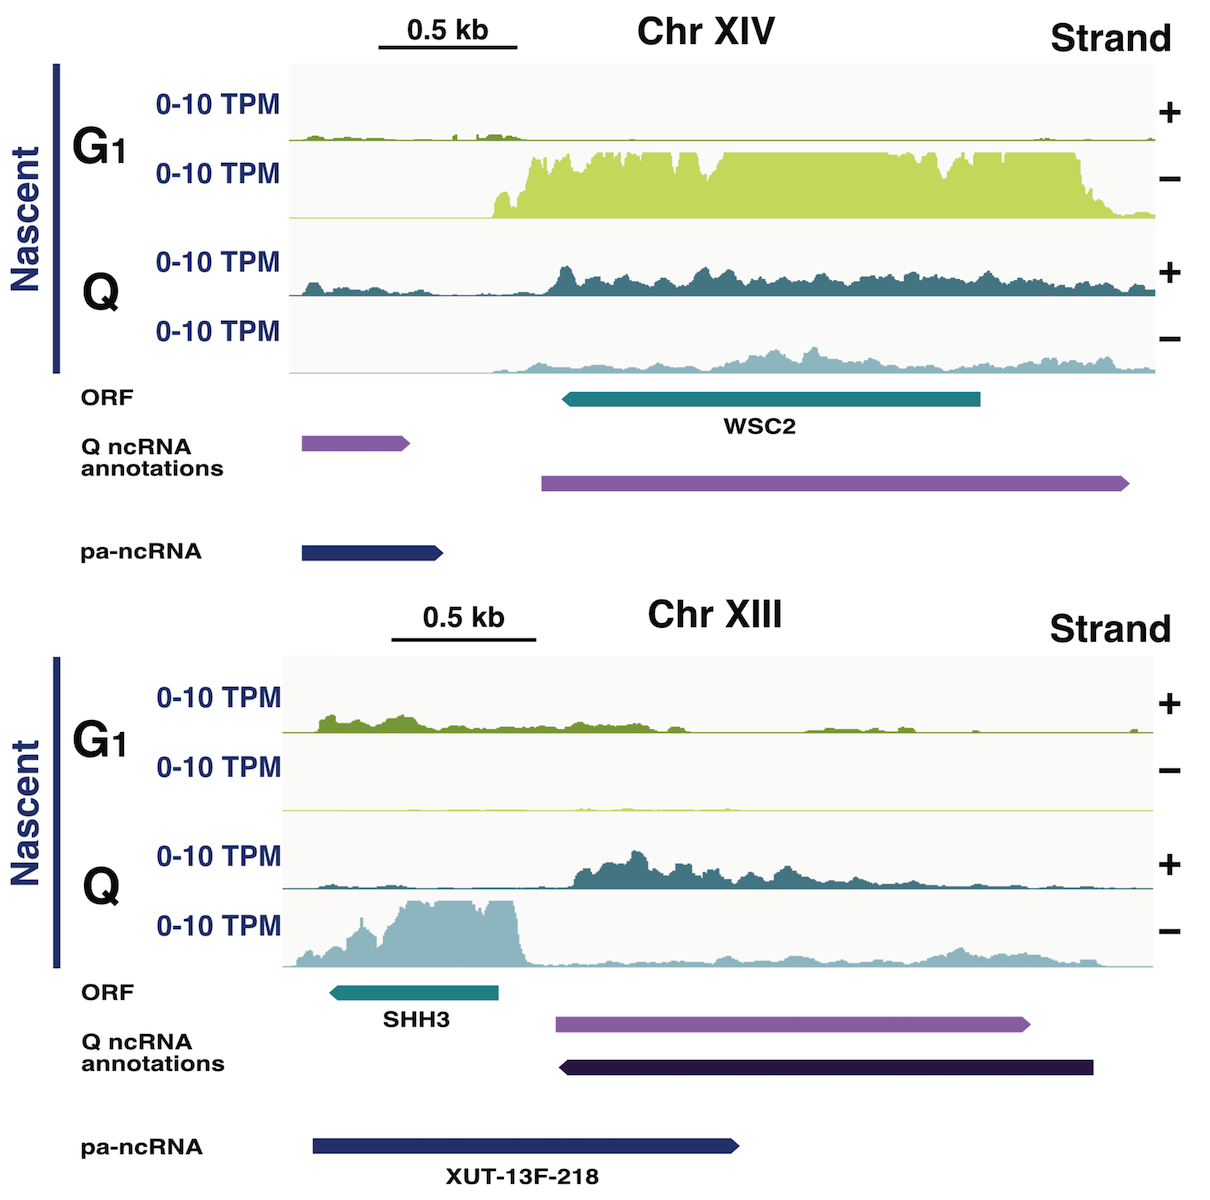 0.5 kb Chr XIV Strand
Nascent
G1
0-10 TPM +
0-10 TPM −
Q
0-10 TPM +
0-10 TPM −
ORF
WSC2
Q ncRNA
annotations
pa-ncRNA
0.5 kb Chr XIII Strand
Nascent
G1
0-10 TPM +
0-10 TPM −
Q
0-10 TPM +
0-10 TPM −
ORF
SHH3
Q ncRNA
annotations
pa-ncRNA
XUT-13F-218